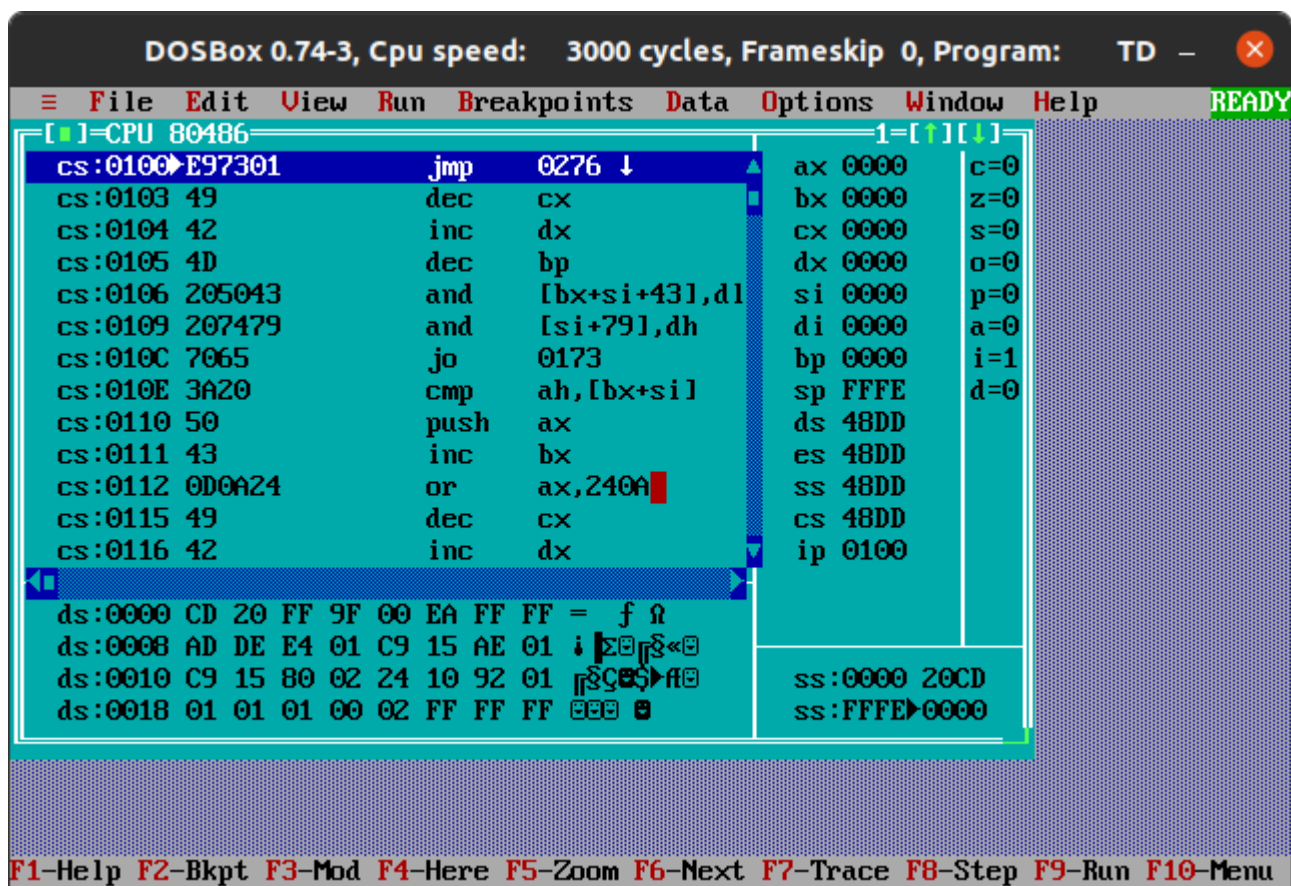 DOSBox 0.74-3, Cpu speed: 3000 cycles, Frameskip 0, Program: TD
≡ File Edit View Run Breakpoints Data Options Window Help READY
[■]=CPU 80486 1=[↑][↓]
cs:0100►E97301 jmp 0276 ↓ ax 0000 c=0
cs:0103 49 dec cx bx 0000 z=0
cs:0104 42 inc dx cx 0000 s=0
cs:0105 4D dec bp dx 0000 o=0
cs:0106 205043 and [bx+si+43],dl si 0000 p=0
cs:0109 207479 and [si+79],dh di 0000 a=0
cs:010C 7065 jo 0173 bp 0000 i=1
cs:010E 3A20 cmp ah,[bx+si] sp FFFE d=0
cs:0110 50 push ax ds 48DD
cs:0111 43 inc bx es 48DD
cs:0112 0D0A24 or ax,240A ss 48DD
cs:0115 49 dec cx cs 48DD
cs:0116 42 inc dx ip 0100
ds:0000 CD 20 FF 9F 00 EA FF FF = ƒ Ω
ds:0008 AD DE E4 01 C9 15 AE 01 ¡▐Σ☺╔§«☺
ds:0010 C9 15 80 02 24 10 92 01 ╔§Ç☻$►Æ☺ ss:0000 20CD
ds:0018 01 01 01 00 02 FF FF FF ☺☺☺ ☻ ss:FFFE►0000
F1-Help F2-Bkpt F3-Mod F4-Here F5-Zoom F6-Next F7-Trace F8-Step F9-Run F10-Menu